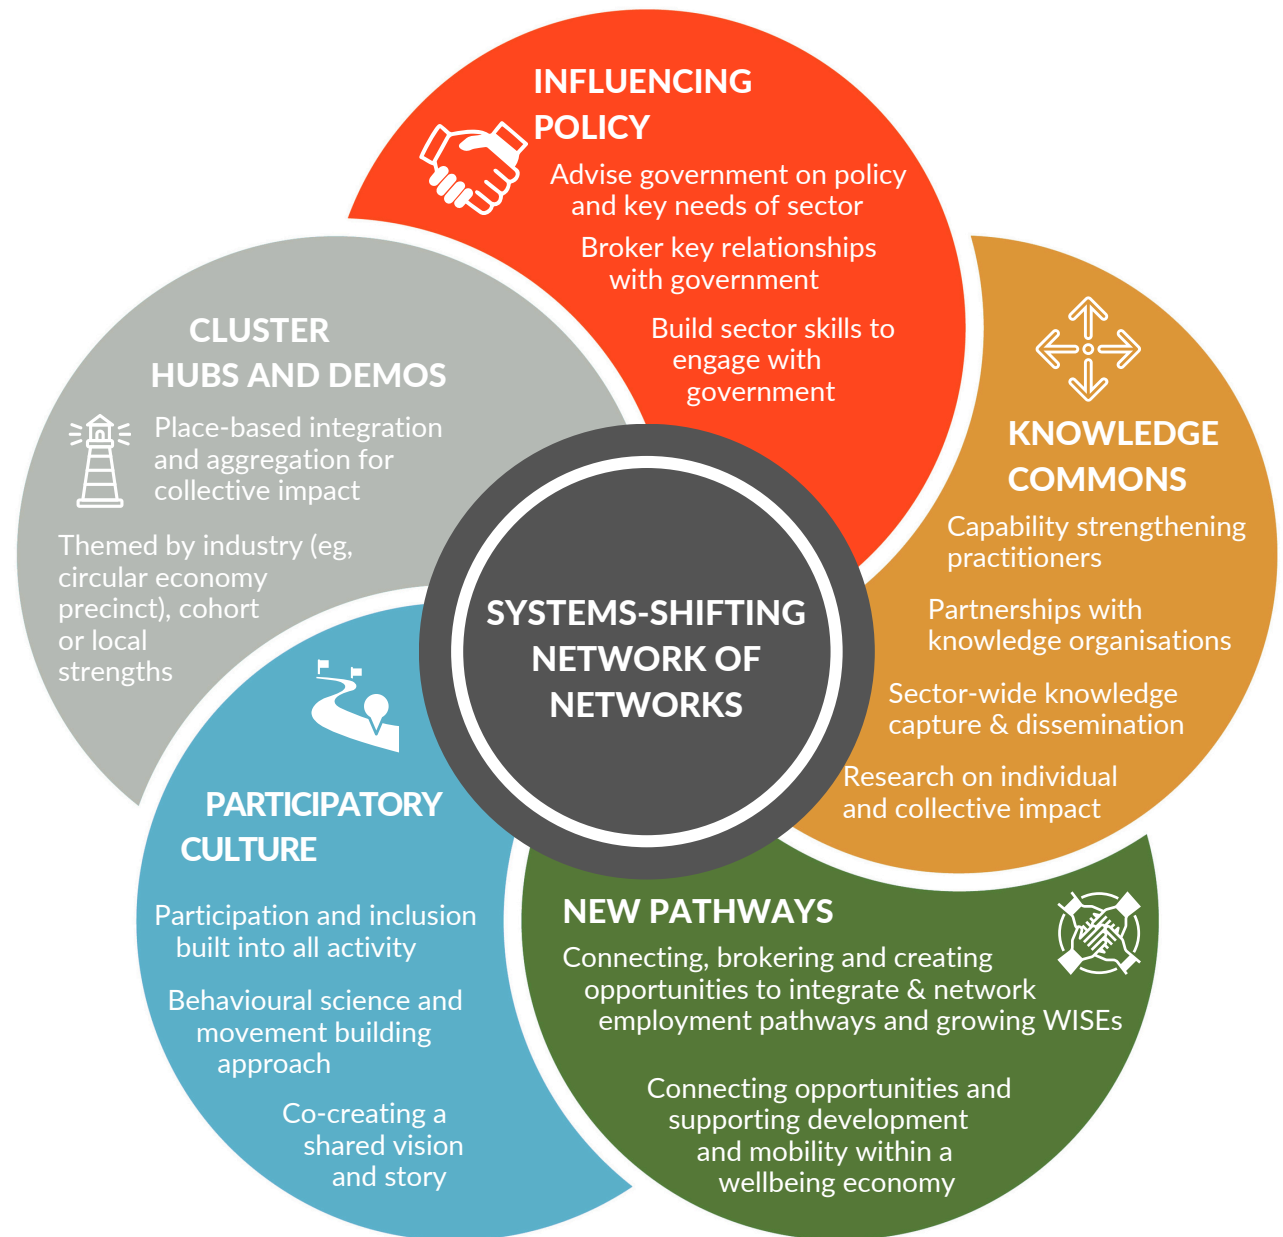 INFLUENCING
POLICY
Advise government on policy
and key needs of sector
Broker key relationships
with government
Build sector skills to
engage with
government
CLUSTER
HUBS AND DEMOS
Place-based integration
and aggregation for
collective impact
Themed by industry (eg,
circular economy
precinct), cohort
or local
strengths
KNOWLEDGE
COMMONS
Capability strengthening
practitioners
Partnerships with
knowledge organisations
Sector-wide knowledge
capture & dissemination
Research on individual
and collective impact
SYSTEMS-SHIFTING
NETWORK OF
NETWORKS
PARTICIPATORY
CULTURE
Participation and inclusion
built into all activity
Behavioural science and
movement building
approach
Co-creating a
shared vision
and story
NEW PATHWAYS
Connecting, brokering and creating
opportunities to integrate & network
employment pathways and growing WISEs
Connecting opportunities and
supporting development
and mobility within a
wellbeing economy